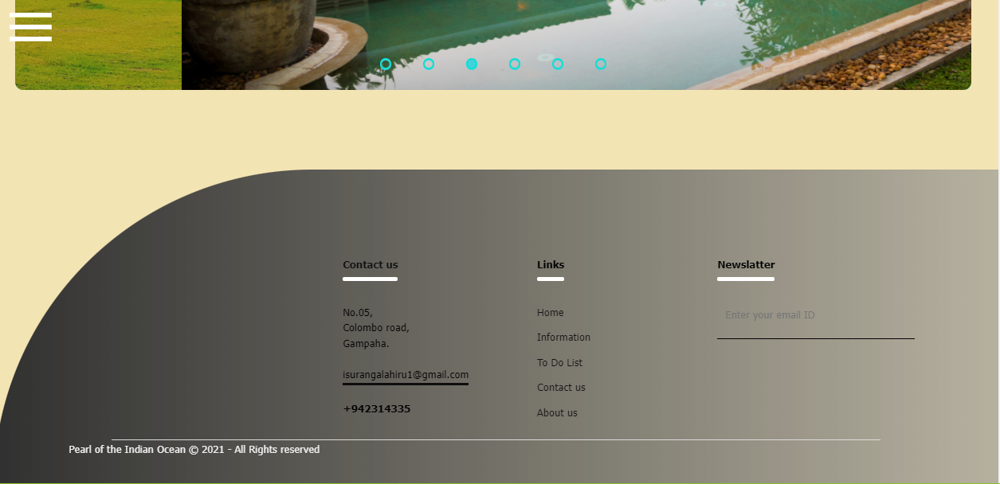 Contact us
No.05,
Colombo road,
Gampaha.
isurangalahiru1@gmail.com
+942314335
Links
Home
Information
To Do List
Contact us
About us
Newslatter
Enter your email ID
Pearl of the Indian Ocean © 2021 - All Rights reserved